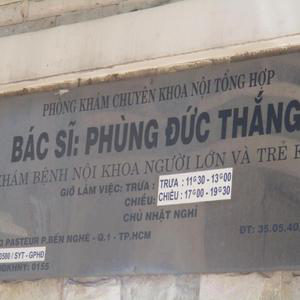 PHÒNG KHÁM CHUYÊN KHOA NỘI TỔNG HỢP
BÁC SĨ: PHÙNG ĐỨC THẮNG
KHÁM BỆNH NỘI KHOA NGƯỜI LỚN VÀ TRẺ
GIỜ LÀM VIỆC: TRƯA : TRƯA : 11G30 - 13G00
CHIỀU: CHIỀU : 17G00 - 19G30
CHỦ NHẬT NGHỈ
PASTEUR P.BẾN NGHÉ - Q.1 - TP.HCM
ĐT: 35.05.40
/SYT - GPHĐ
0155